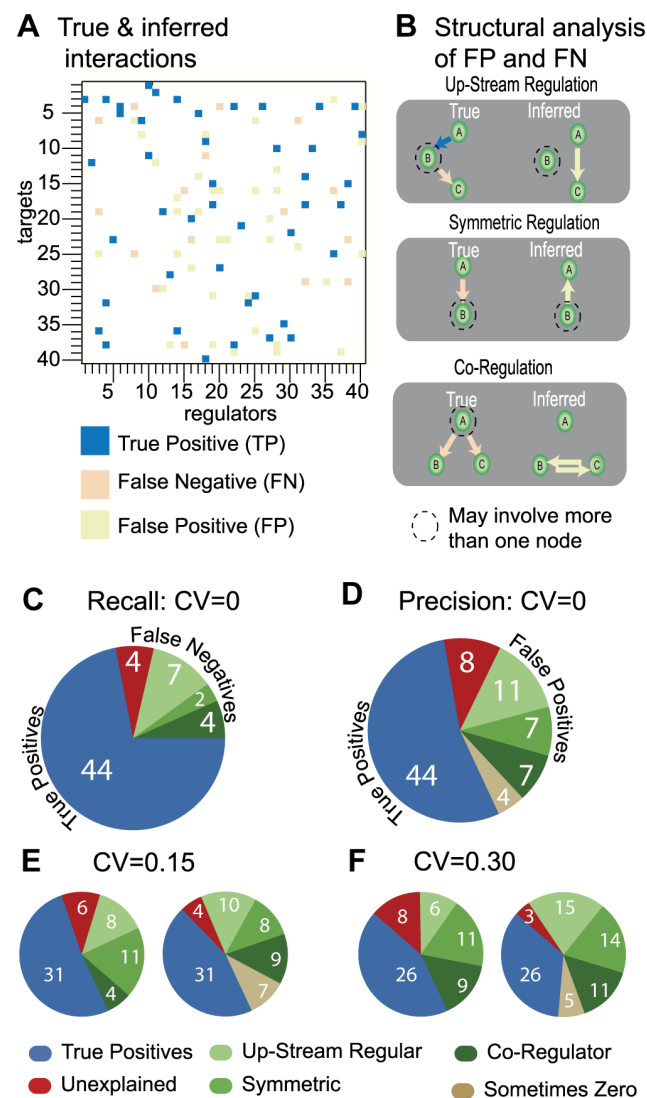 A True & inferred
interactions
5
10
15
20
25
30
35
40
targets
5
10
15
20
25
30
35
40
regulators
True Positive (TP)
False Negative (FN)
False Positive (FP)
B Structural analysis
of FP and FN
Up-Stream Regulation
True Inferred
A
B
C
A
B
C
Symmetric Regulation
True Inferred
A
B
A
B
Co-Regulation
True Inferred
A
B
C
A
B
C
May involve more
than one node
C Recall: CV=0
False Negatives
True Positives
4
7
2
4
44
D Precision: CV=0
False Positives
True Positives
8
11
7
7
4
44
E CV=0.15
6
8
11
4
31
4
10
8
9
7
31
F CV=0.30
8
6
11
9
26
3
15
14
11
5
26
True Positives
Up-Stream Regular
Co-Regulator
Unexplained
Symmetric
Sometimes Zero